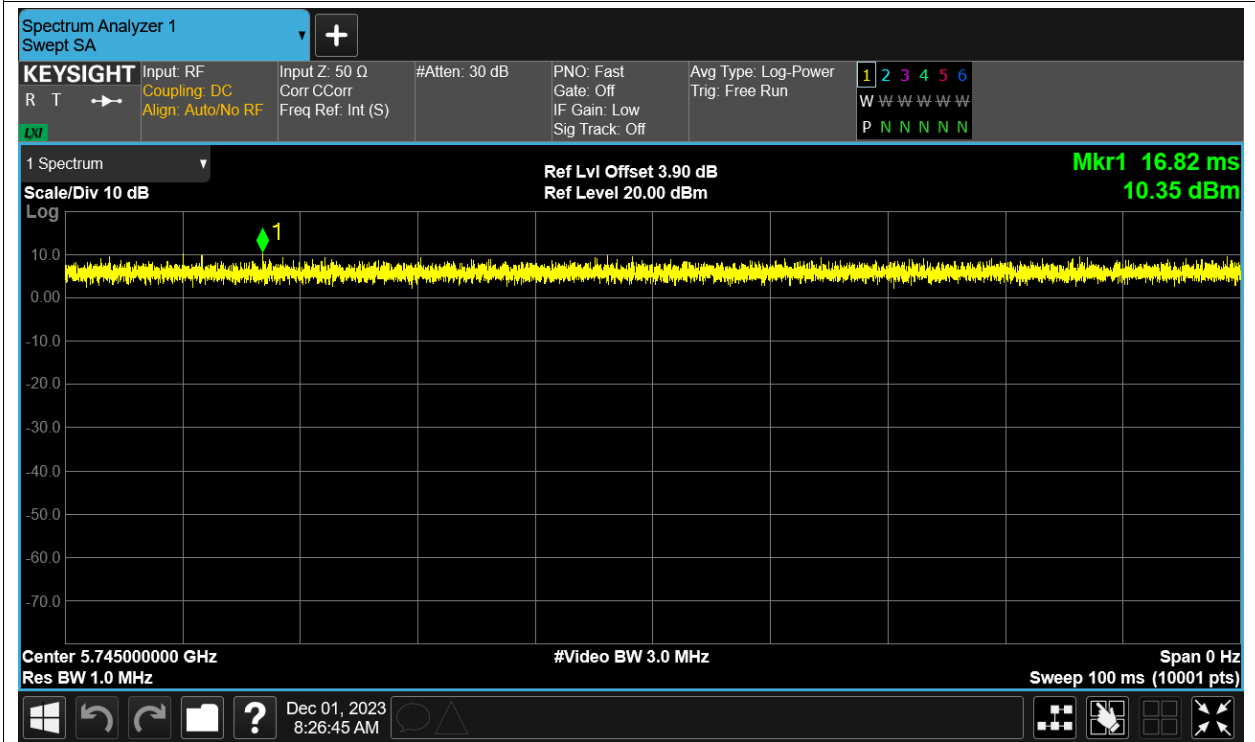 Spectrum Analyzer 1
Swept SA
+
KEYSIGHT
R T
LXI
Input: RF
Coupling: DC
Align: Auto/No RF
Input Z: 50 Ω
Corr CCorr
Freq Ref: Int (S)
#Atten: 30 dB
PNO: Fast
Gate: Off
IF Gain: Low
Sig Track: Off
Avg Type: Log-Power
Trig: Free Run
1 2 3 4 5 6
W W W W W W
P N N N N N
1 Spectrum
Scale/Div 10 dB
Ref Lvl Offset 3.90 dB
Ref Level 20.00 dBm
Mkr1 16.82 ms
10.35 dBm
Log
1
10.0
0.00
-10.0
-20.0
-30.0
-40.0
-50.0
-60.0
-70.0
Center 5.745000000 GHz
#Video BW 3.0 MHz
Span 0 Hz
Res BW 1.0 MHz
Sweep 100 ms (10001 pts)
?
Dec 01, 2023
8:26:45 AM